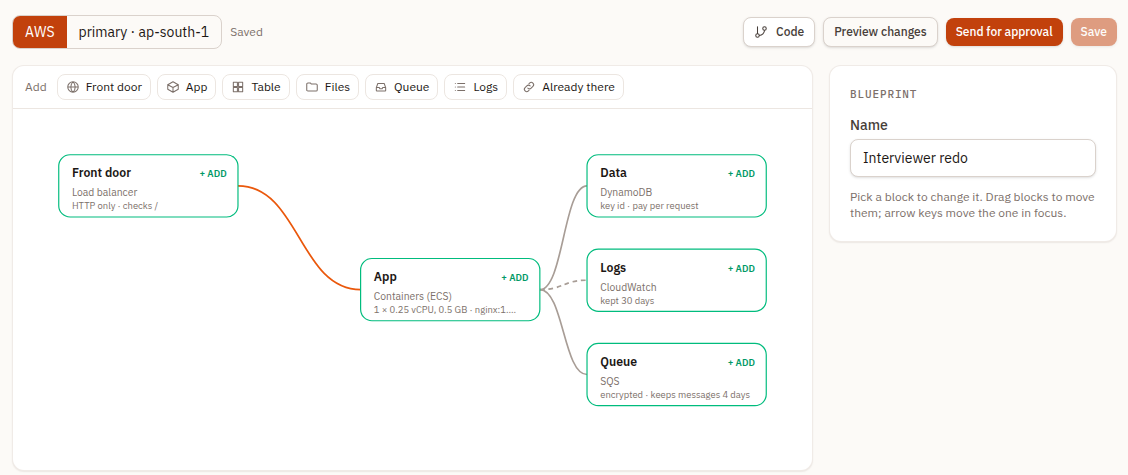 AWS primary · ap-south-1 Saved Code Preview changes Send for approval Save
Add Front door App Table Files Queue Logs Already there
BLUEPRINT
Name
Interviewer redo
Pick a block to change it. Drag blocks to move
them; arrow keys move the one in focus.
Front door + ADD
Load balancer
HTTP only · checks /
App + ADD
Containers (ECS)
1 × 0.25 vCPU, 0.5 GB · nginx:1....
Data + ADD
DynamoDB
key id · pay per request
Logs + ADD
CloudWatch
kept 30 days
Queue + ADD
SQS
encrypted · keeps messages 4 days